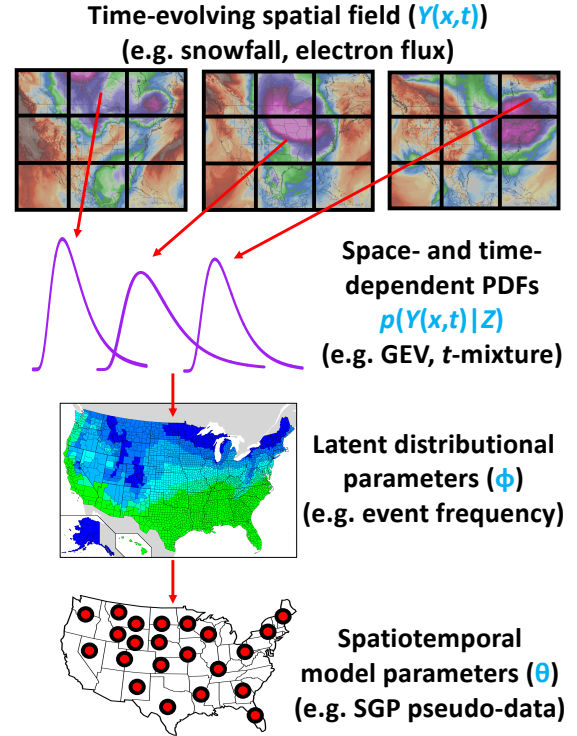 Time-evolving spatial field (Y(x,t))
(e.g. snowfall, electron flux)
Space- and time-
dependent PDFs
p(Y(x,t)|Z)
(e.g. GEV, t-mixture)
Latent distributional
parameters (ϕ)
(e.g. event frequency)
Spatiotemporal
model parameters (θ)
(e.g. SGP pseudo-data)